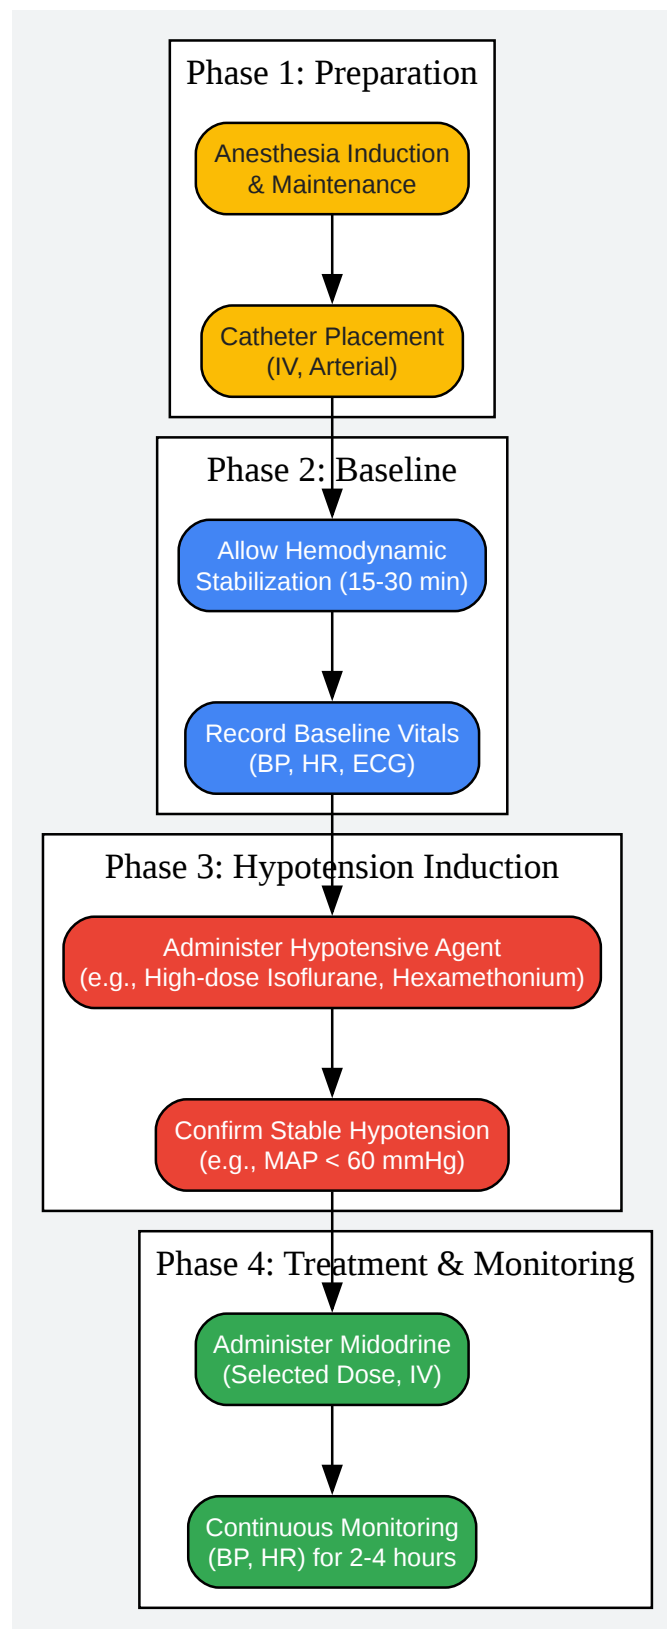 Phase 1: Preparation
Anesthesia Induction
& Maintenance
Catheter Placement
(IV, Arterial)
Phase 2: Baseline
Allow Hemodynamic
Stabilization (15-30 min)
Record Baseline Vitals
(BP, HR, ECG)
Phase 3: Hypotension Induction
Administer Hypotensive Agent
(e.g., High-dose Isoflurane, Hexamethonium)
Confirm Stable Hypotension
(e.g., MAP < 60 mmHg)
Phase 4: Treatment & Monitoring
Administer Midodrine
(Selected Dose, IV)
Continuous Monitoring
(BP, HR) for 2-4 hours